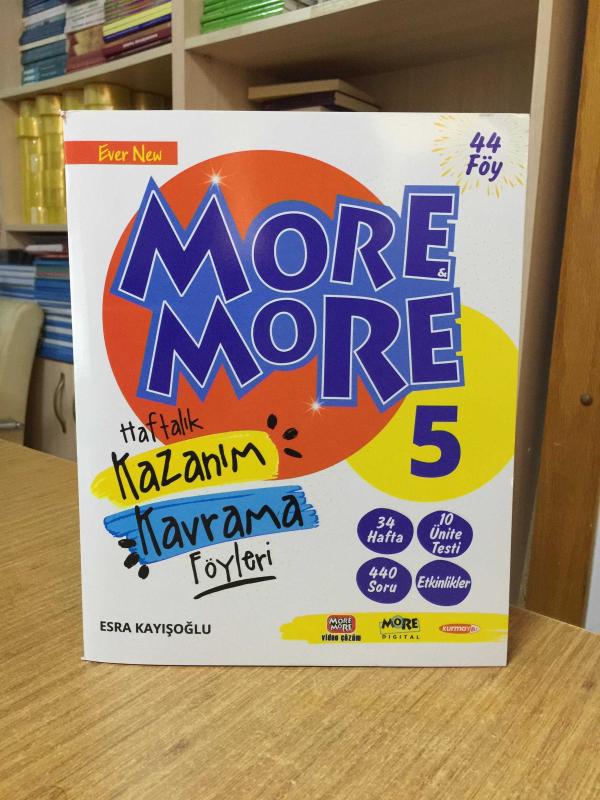 Ever New
44
Föy
MORE
&
MORE
5
Haftalık
Kazanım
Kavrama
Föyleri
34
Hafta
10
Ünite
Testi
440
Soru
Etkinlikler
ESRA KAYIŞOĞLU
MORE
MORE
video çözüm
MORE
DIGITAL